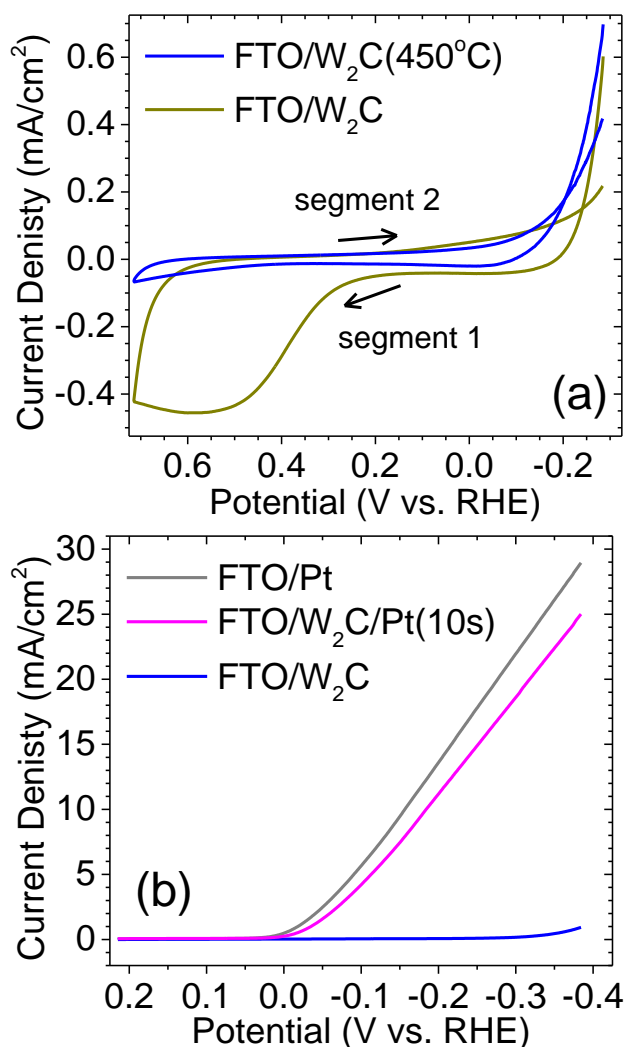 FTO/W₂C(450°C)
FTO/W₂C
segment 2
segment 1
(a)
0.6
0.4
0.2
0.0
-0.2
-0.4
Current Denisty (mA/cm²)
0.6 0.4 0.2 0.0 -0.2
Potential (V vs. RHE)
FTO/Pt
FTO/W₂C/Pt(10s)
FTO/W₂C
(b)
30
25
20
15
10
5
0
Current Denisty (mA/cm²)
0.2 0.1 0.0 -0.1 -0.2 -0.3 -0.4
Potential (V vs. RHE)